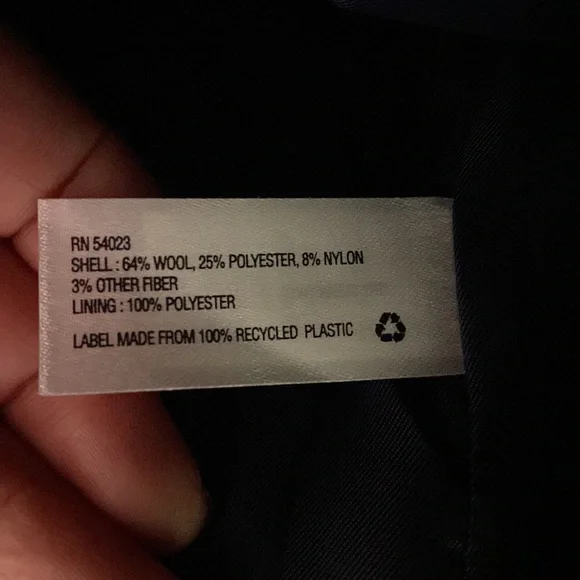 RN 54023
SHELL : 64% WOOL, 25% POLYESTER, 8% NYLON
3% OTHER FIBER
LINING : 100% POLYESTER
LABEL MADE FROM 100% RECYCLED PLASTIC